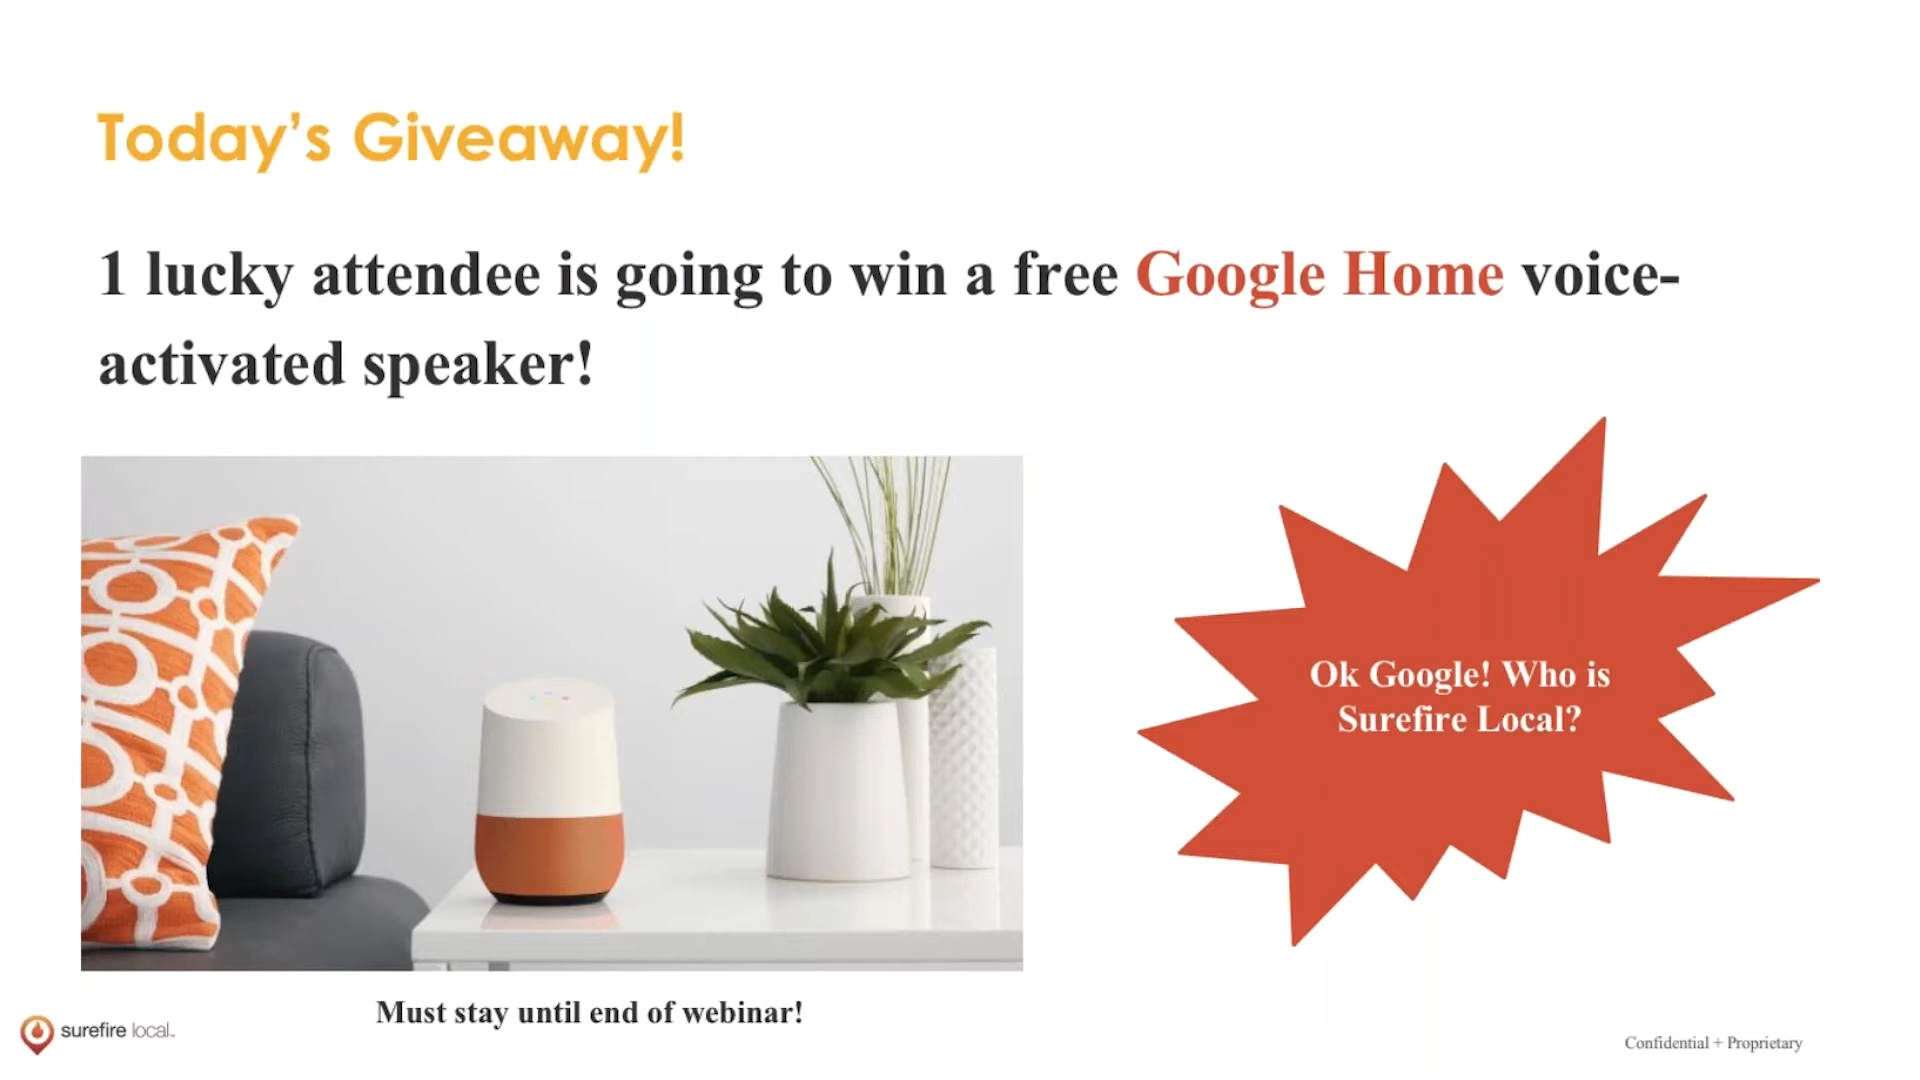 Today’s Giveaway!
1 lucky attendee is going to win a free Google Home voice-
activated speaker!
Ok Google! Who is
Surefire Local?
Must stay until end of webinar!
surefire local™
Confidential + Proprietary